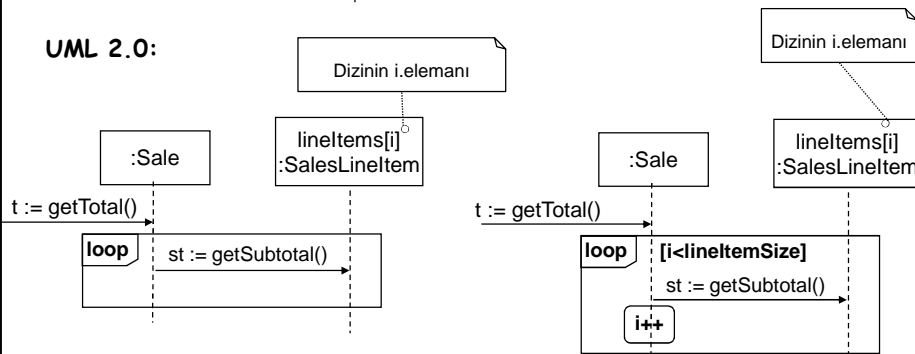 UML 2.0:
Dizinin i.elemanı
:Sale
lineItems[i]
:SalesLineItem
t := getTotal()
loop
st := getSubtotal()
Dizinin i.elemanı
:Sale
lineItems[i]
:SalesLineItem
t := getTotal()
loop [i<lineItemSize]
st := getSubtotal()
i++